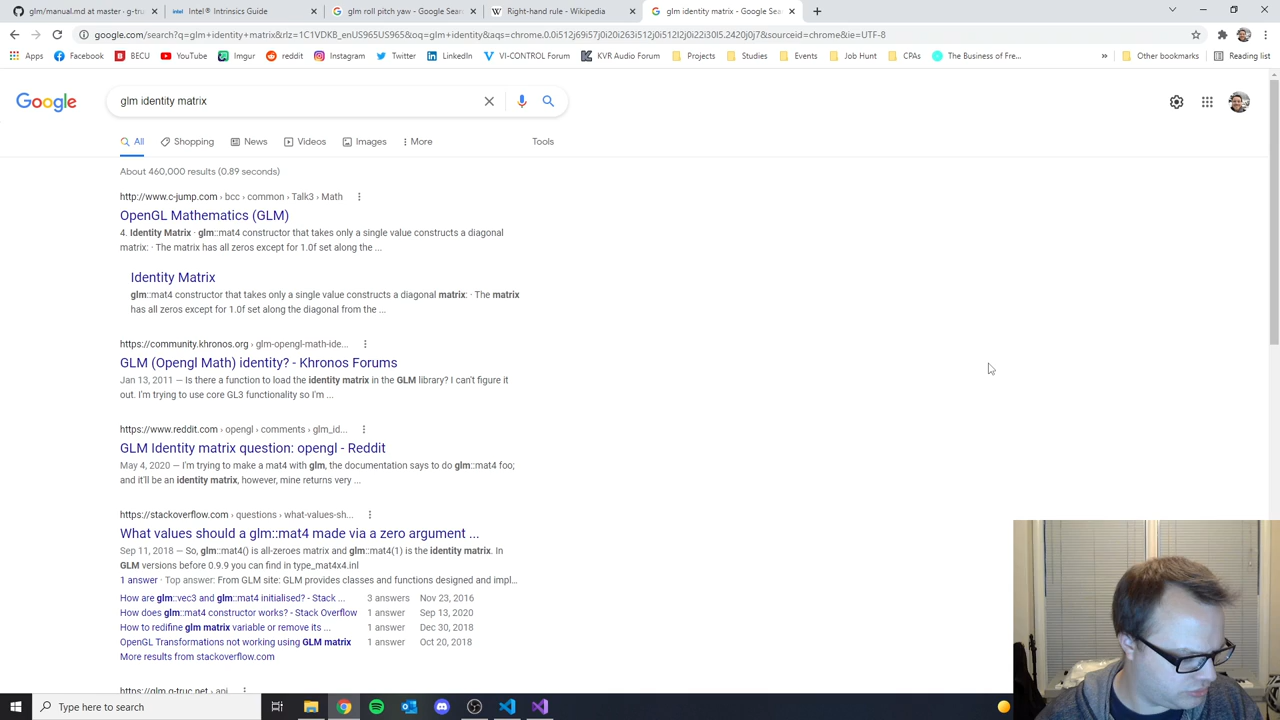 glm/manual.md at master · g-tru
Intel® Intrinsics Guide
glm roll pitch yaw - Google Sear
Right-hand rule - Wikipedia
glm identity matrix - Google Sea
google.com/search?q=glm+identity+matrix&rlz=1C1VDKB_enUS965US965&oq=glm+identity&aqs=chrome.0.0i512j69i57j0i20i263i512j0i512l2j0i22i30l5.2420j0j7&sourceid=chrome&ie=UTF-8
Apps
Facebook
BECU
YouTube
Imgur
reddit
Instagram
Twitter
LinkedIn
VI-CONTROL Forum
KVR Audio Forum
Projects
Studies
Events
Job Hunt
CPAs
The Business of Fre...
Other bookmarks
Reading list
Google
glm identity matrix
All
Shopping
News
Videos
Images
More
Tools
About 460,000 results (0.89 seconds)
http://www.c-jump.com › bcc › common › Talk3 › Math
OpenGL Mathematics (GLM)
4. Identity Matrix · glm::mat4 constructor that takes only a single value constructs a diagonal
matrix: · The matrix has all zeros except for 1.0f set along the ...
Identity Matrix
glm::mat4 constructor that takes only a single value constructs a diagonal matrix: · The matrix
has all zeros except for 1.0f set along the diagonal from the ...
https://community.khronos.org › glm-opengl-math-ide...
GLM (Opengl Math) identity? - Khronos Forums
Jan 13, 2011 — Is there a function to load the identity matrix in the GLM library? I can't figure it
out. I'm trying to use core GL3 functionality so I'm ...
https://www.reddit.com › opengl › comments › glm_id...
GLM Identity matrix question: opengl - Reddit
May 4, 2020 — I'm trying to make a mat4 with glm, the documentation says to do glm::mat4 foo;
and it'll be an identity matrix, however, mine returns very ...
https://stackoverflow.com › questions › what-values-sh...
What values should a glm::mat4 made via a zero argument ...
Sep 11, 2018 — So, glm::mat4() is all-zeroes matrix and glm::mat4(1) is the identity matrix. In
GLM versions before 0.9.9 you can find in type_mat4x4.inl
1 answer · Top answer: From GLM site: GLM provides classes and functions designed and impl...
How are glm::vec3 and glm::mat4 initialised? - Stack ... 3 answers Nov 23, 2016
How does glm::mat4 constructor works? - Stack Overflow 1 answer Sep 13, 2020
How to redifine glm matrix variable or remove its ... 1 answer Dec 30, 2018
OpenGL Transformations not working using GLM matrix 1 answer Oct 20, 2018
More results from stackoverflow.com
https://glm.g-truc.net › api
Type here to search